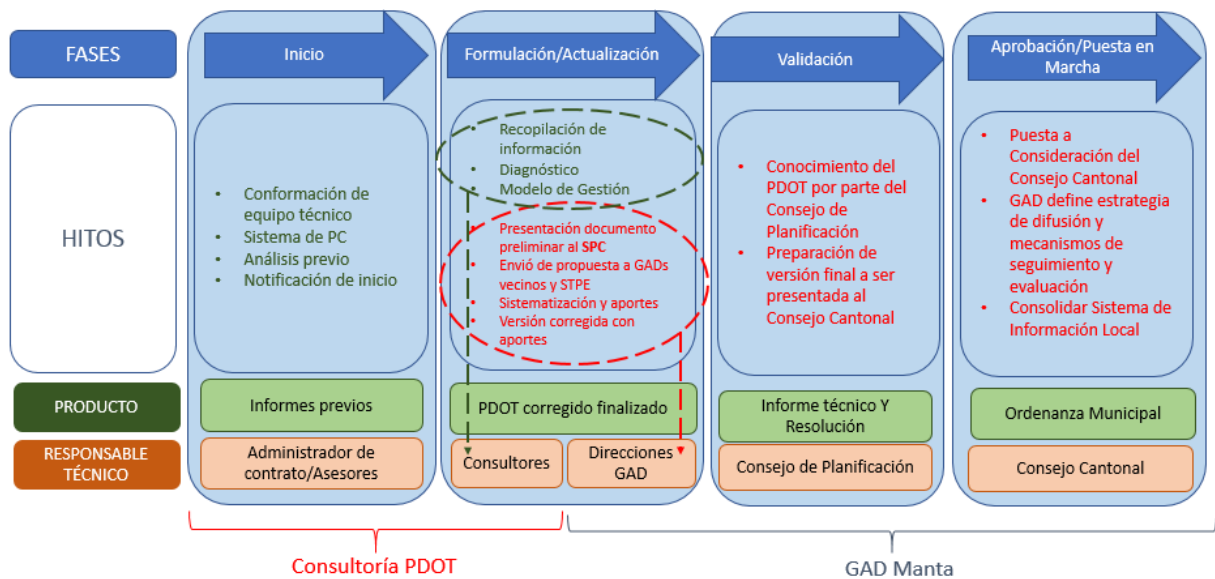 FASES
Inicio
Formulación/Actualización
Validación
Aprobación/Puesta en
Marcha
HITOS
• Conformación de
equipo técnico
• Sistema de PC
• Análisis previo
• Notificación de inicio
• Recopilación de
información
• Diagnóstico
• Modelo de Gestión
• Presentación documento
preliminar al SPC
• Envió de propuesta a GADs
vecinos y STPE
• Sistematización y aportes
• Versión corregida con
aportes
• Conocimiento del
PDOT por parte del
Consejo de
Planificación
• Preparación de
versión final a ser
presentada al
Consejo Cantonal
• Puesta a
Consideración del
Consejo Cantonal
• GAD define estrategia
de difusión y
mecanismos de
seguimiento y
evaluación
• Consolidar Sistema de
Información Local
PRODUCTO
Informes previos
PDOT corregido finalizado
Informe técnico Y
Resolución
Ordenanza Municipal
RESPONSABLE
TÉCNICO
Administrador de
contrato/Asesores
Consultores
Direcciones
GAD
Consejo de Planificación
Consejo Cantonal
Consultoría PDOT
GAD Manta